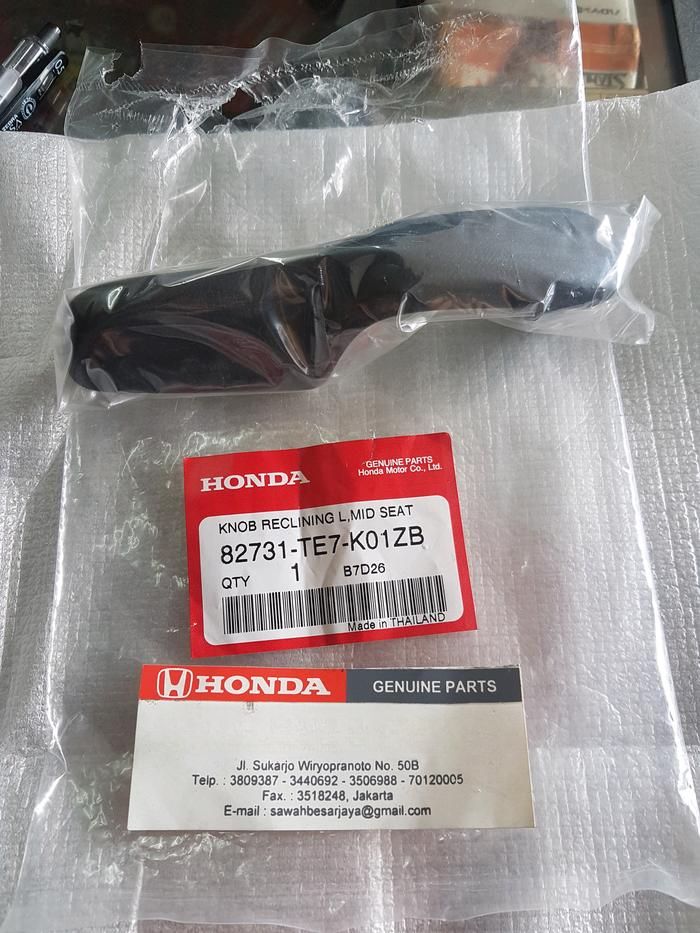 HONDA
GENUINE PARTS
Honda Motor Co., Ltd.
KNOB RECLINING L,MID SEAT
82731-TE7-K01ZB
QTY 1 B7D26
Made in THAILAND
HONDA GENUINE PARTS
Jl. Sukarjo Wiryopranoto No. 50B
Telp. : 3809387 - 3440692 - 3506988 - 70120005
Fax. : 3518248, Jakarta
E-mail : sawahbesarjaya@gmail.com